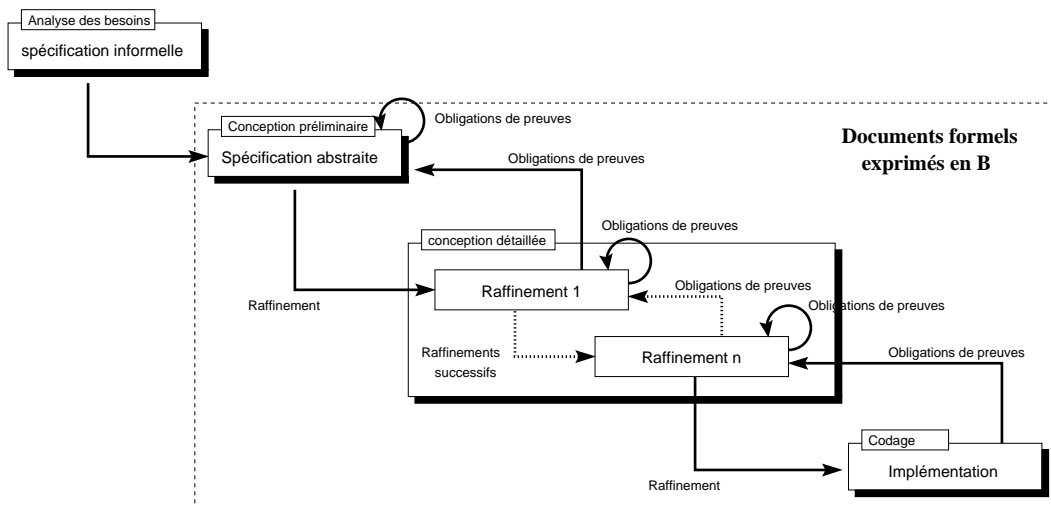 Analyse des besoins
spécification informelle
Conception préliminaire
Obligations de preuves
Spécification abstraite
Obligations de preuves
Documents formels
exprimés en B
Obligations de preuves
conception détaillée
Raffinement 1
Obligations de preuves
Raffinement
Obligations de preuves
Raffinements
successifs
Raffinement n
Obligations de preuves
Codage
Implémentation
Raffinement